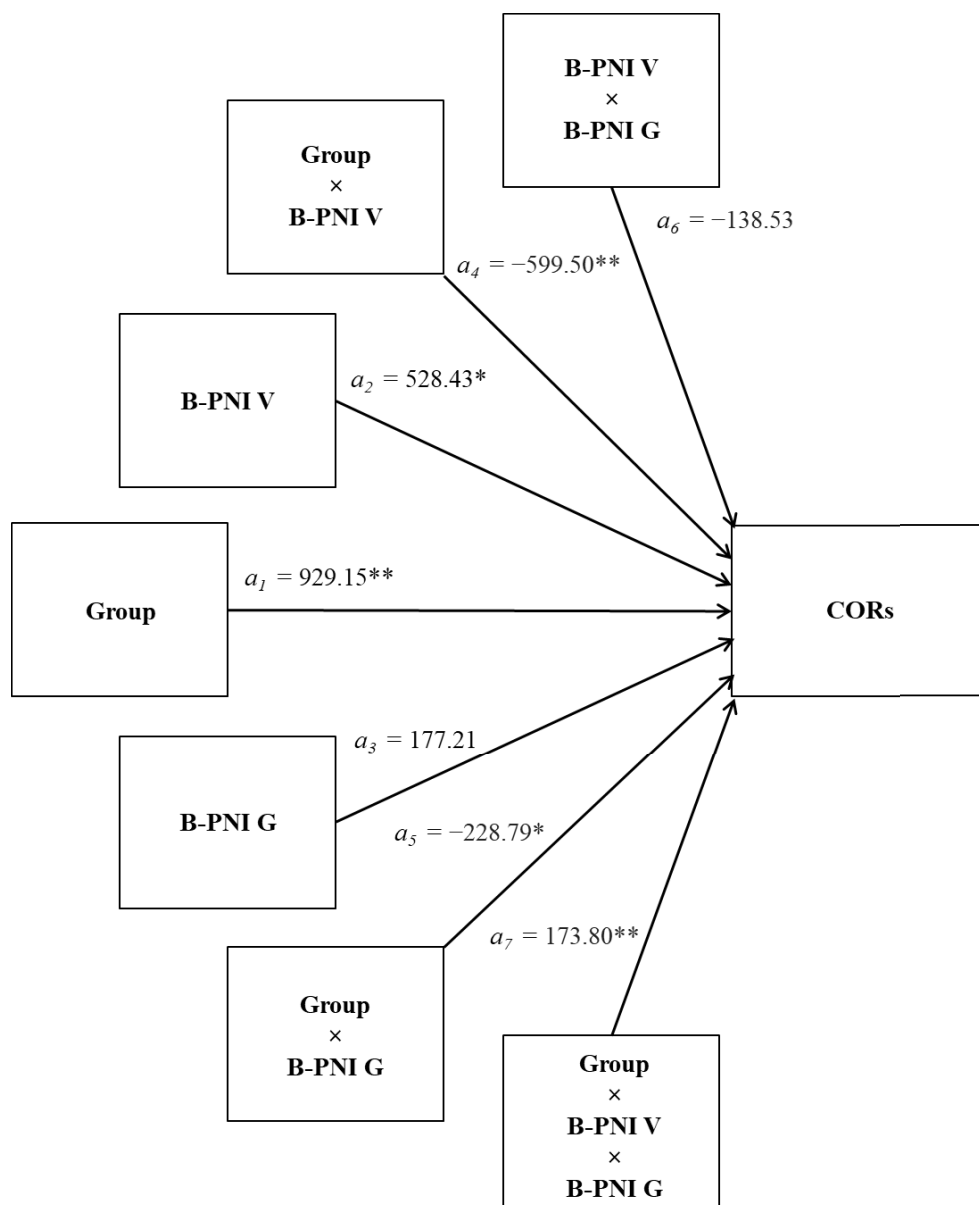 B-PNI V
×
B-PNI G
Group
×
B-PNI V
a6 = −138.53
a4 = −599.50**
B-PNI V
a2 = 528.43*
Group
a1 = 929.15**
CORs
B-PNI G
a3 = 177.21
a5 = −228.79*
Group
×
B-PNI G
a7 = 173.80**
Group
×
B-PNI V
×
B-PNI G